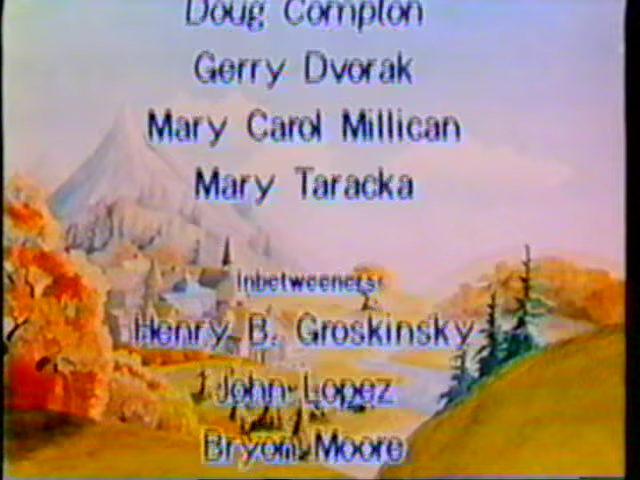 Doug Compton
Gerry Dvorak
Mary Carol Millican
Mary Taracka
Inbetweeners:
Henry B. Groskinsky
John Lopez
Bryon Moore